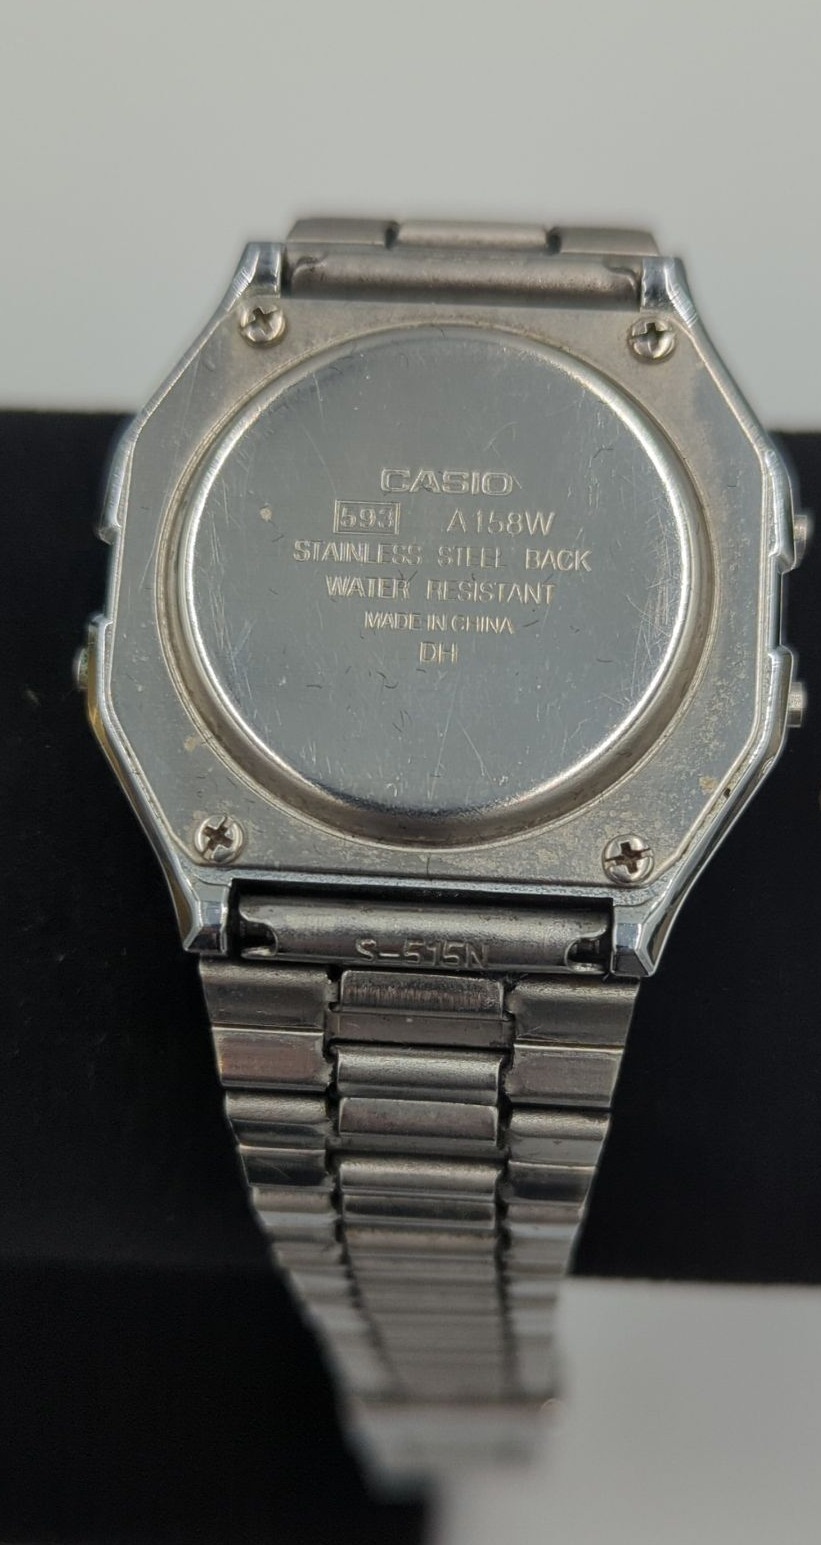 CASIO
593 A158W
STAINLESS STEEL BACK
WATER RESISTANT
MADE IN CHINA
DH
S-515N